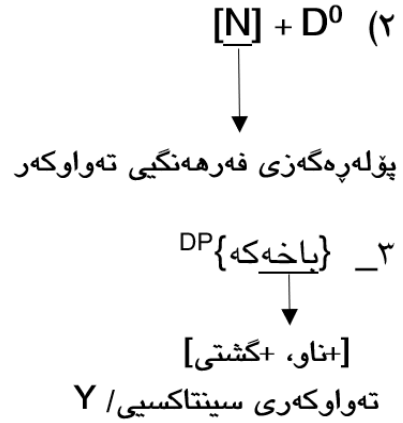 ٢) [N] + D⁰
پۆلەڕەگەزی فەرهەنگیی تەواوکەر
٣_ {باخەکە}DP
[+ناو، +گشتی]
تەواوکەری سینتاکسیی/ Y